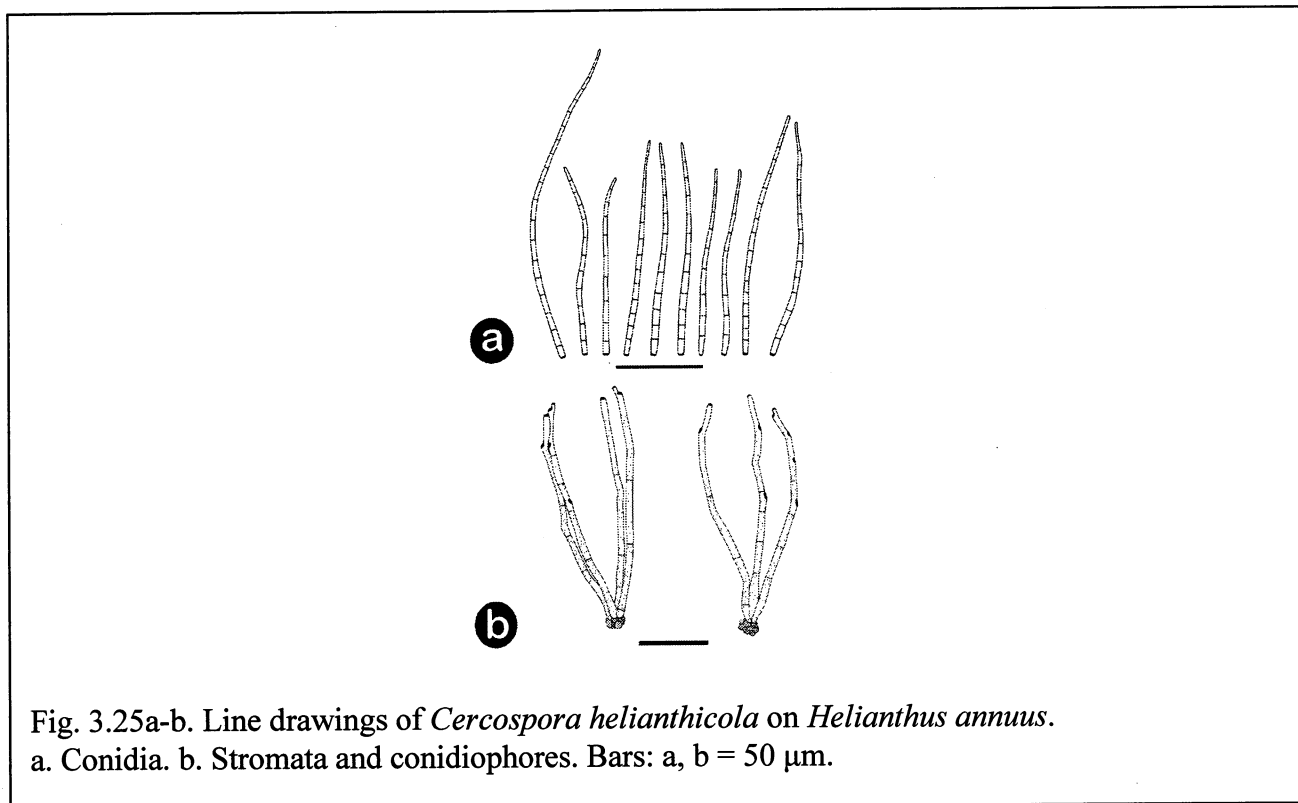 a
b
Fig. 3.25a-b. Line drawings of Cercospora helianthicola on Helianthus annuus.
a. Conidia. b. Stromata and conidiophores. Bars: a, b = 50 μm.